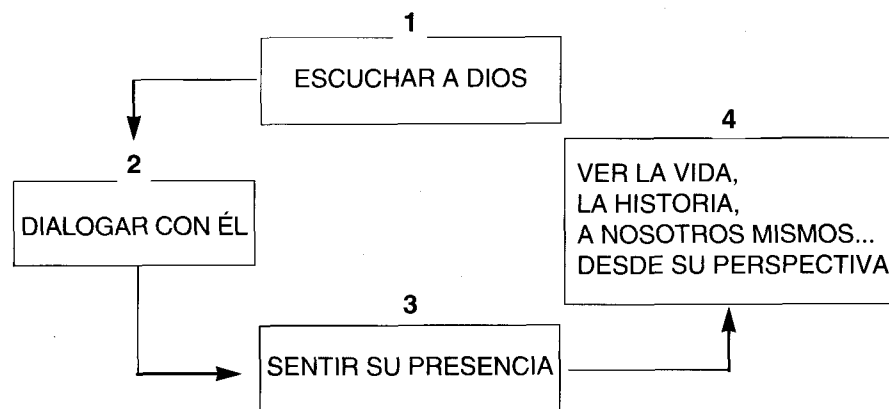 1
ESCUCHAR A DIOS
2
DIALOGAR CON ÉL
3
SENTIR SU PRESENCIA
4
VER LA VIDA,
LA HISTORIA,
A NOSOTROS MISMOS...
DESDE SU PERSPECTIVA